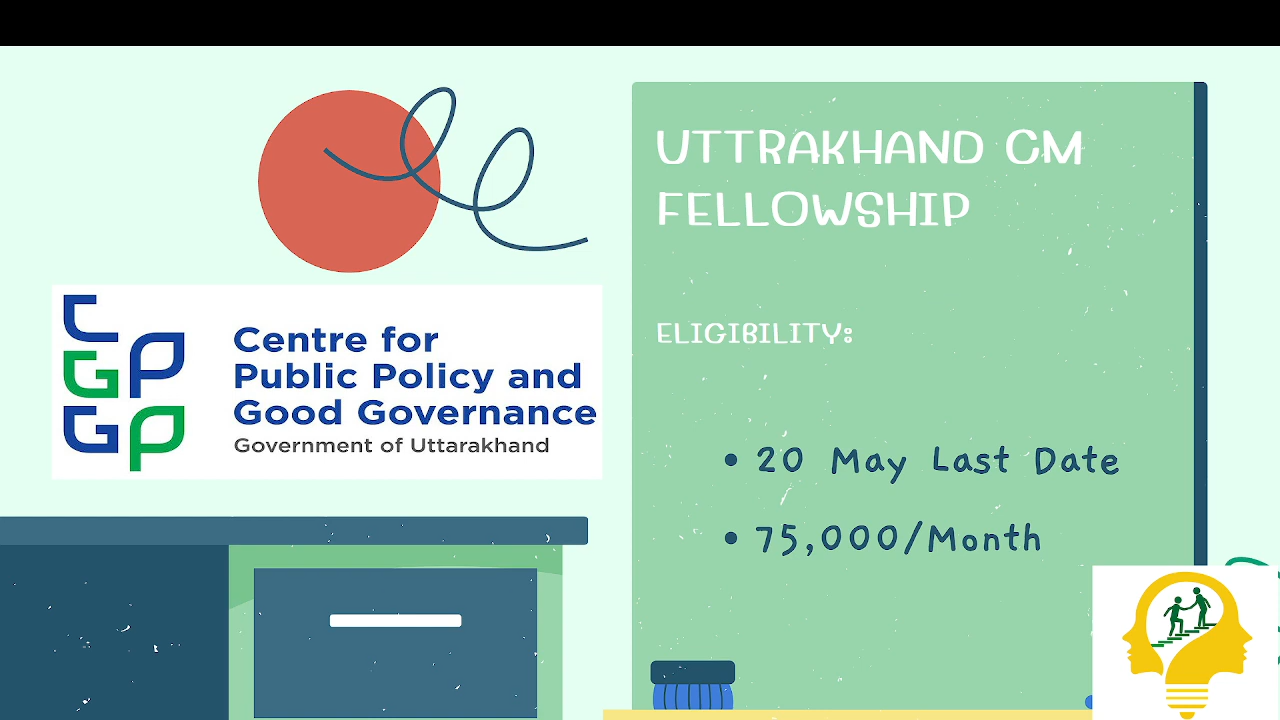 Centre for
Public Policy and
Good Governance
Government of Uttarakhand
UTTRAKHAND CM
FELLOWSHIP
ELIGIBILITY:
• 20 May Last Date
• 75,000/Month